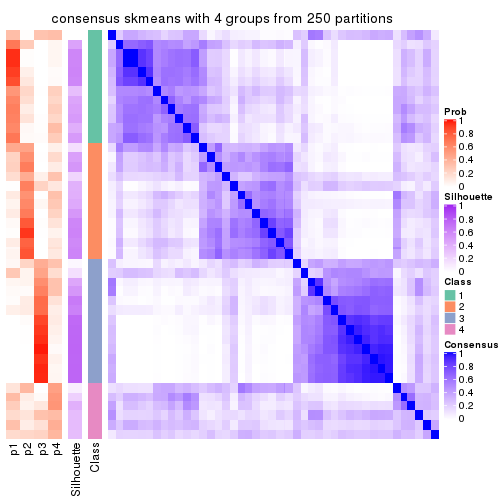 consensus skmeans with 4 groups from 250 partitions
Prob
1
0.8
0.6
0.4
0.2
0
Silhouette
1
0.8
0.6
0.4
0.2
0
Class
1
2
3
4
Consensus
1
0.8
0.6
0.4
0.2
0
p1
p2
p3
p4
Silhouette
Class